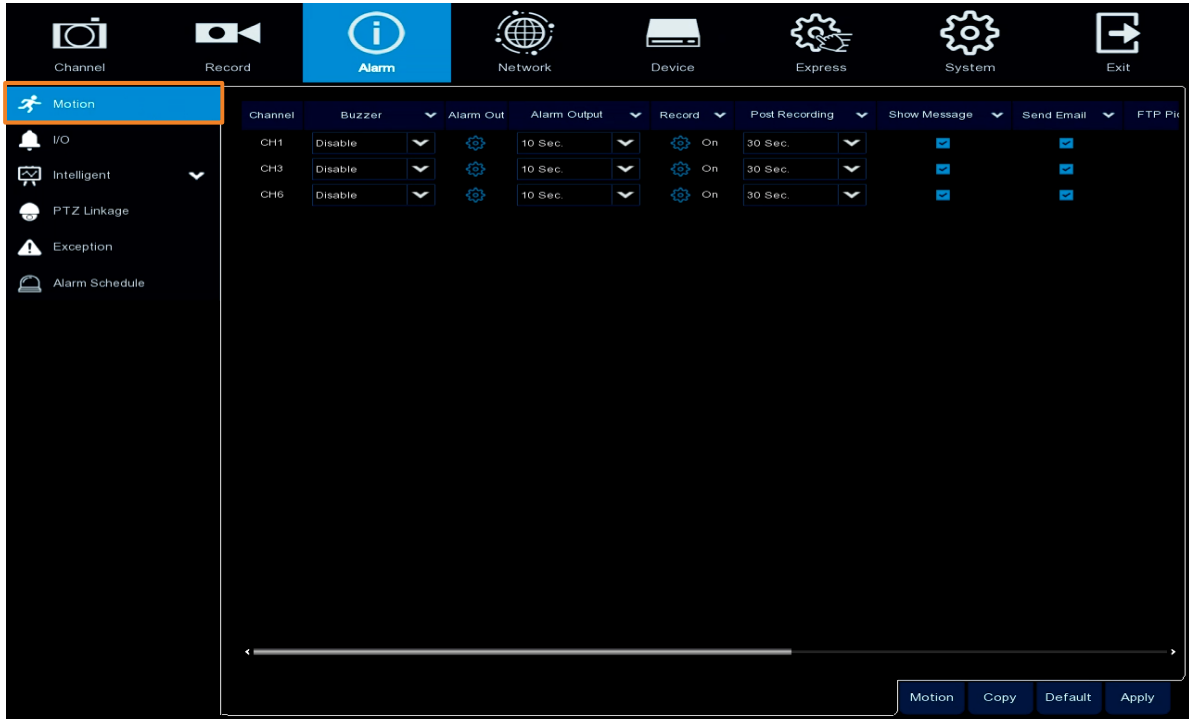 Channel Record Alarm Network Device Express System Exit
Motion
I/O
Intelligent
PTZ Linkage
Exception
Alarm Schedule
Channel Buzzer Alarm Out Alarm Output Record Post Recording Show Message Send Email FTP Pic
CH1 Disable 10 Sec. On 30 Sec.
CH3 Disable 10 Sec. On 30 Sec.
CH6 Disable 10 Sec. On 30 Sec.
Motion Copy Default Apply